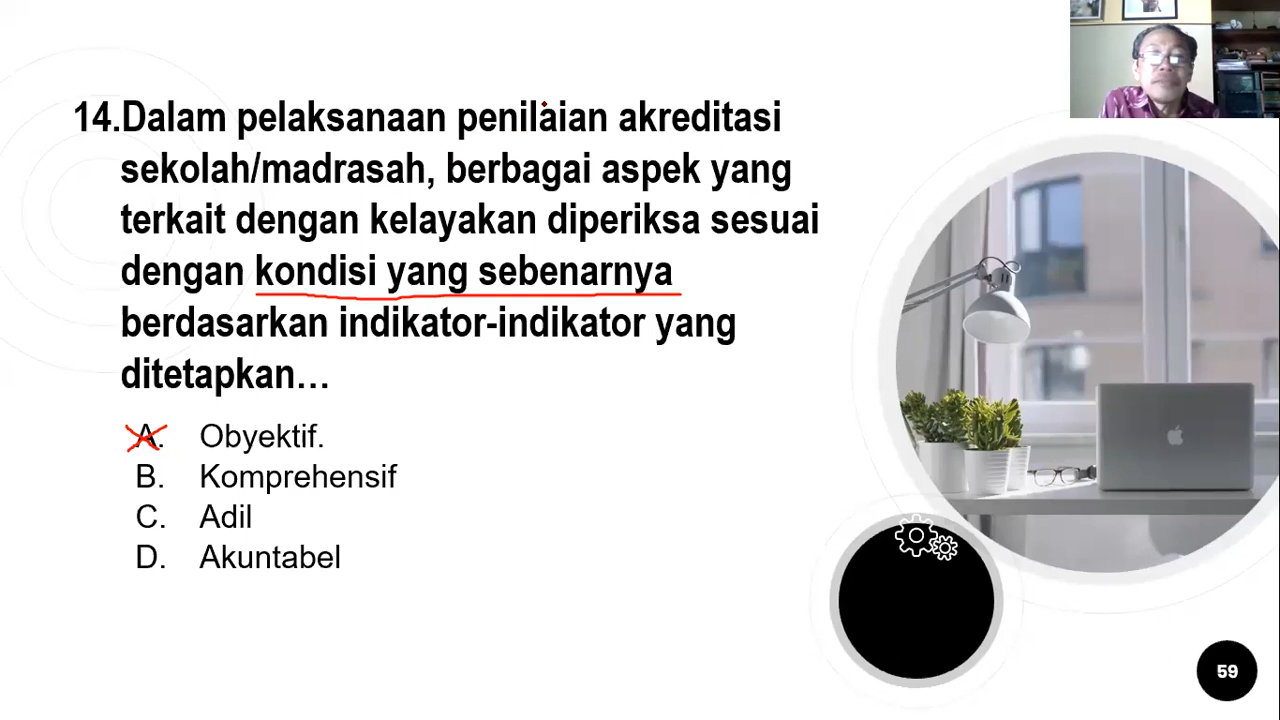 14.Dalam pelaksanaan penilaian akreditasi
sekolah/madrasah, berbagai aspek yang
terkait dengan kelayakan diperiksa sesuai
dengan kondisi yang sebenarnya
berdasarkan indikator-indikator yang
ditetapkan…
A. Obyektif.
B. Komprehensif
C. Adil
D. Akuntabel
59